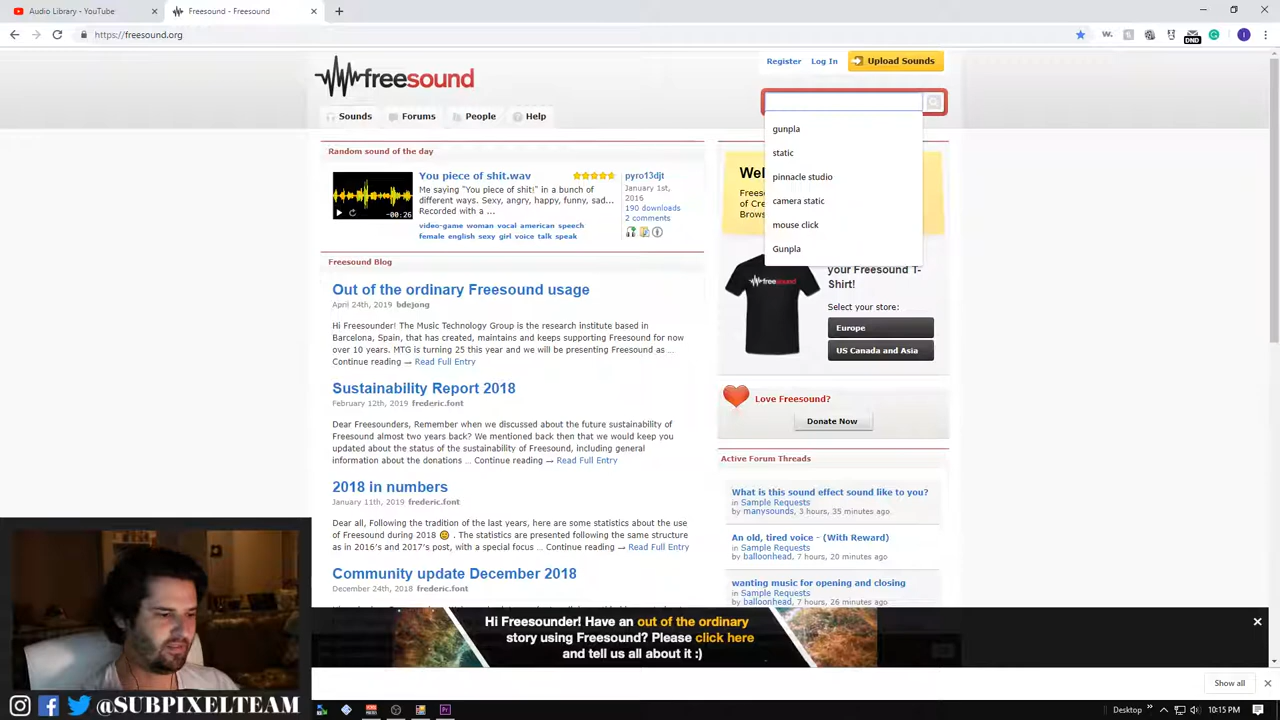 Audio Library - YouTube
Freesound - Freesound
https://freesound.org
DND
Register
Log In
Upload Sounds
freesound
Sounds
Forums
People
Help
gunpla
static
pinnacle studio
camera static
mouse click
Gunpla
Random sound of the day
You piece of shit.wav
Me saying "You piece of shit!" in a bunch of
different ways. Sexy, angry, happy, funny, sad...
Recorded with a ...
-00:26
video-game woman vocal american speech
female english sexy girl voice talk speak
pyro13djt
January 1st,
2016
190 downloads
2 comments
Wel
Frees
of Cre
Brows
freesound
your Freesound T-
Shirt!
Select your store:
Europe
US Canada and Asia
Freesound Blog
Out of the ordinary Freesound usage
April 24th, 2019 bdejong
Hi Freesounder! The Music Technology Group is the research institute based in
Barcelona, Spain, that has created, maintains and keeps supporting Freesound for now
over 10 years. MTG is turning 25 this year and we will be presenting Freesound as ...
Continue reading → Read Full Entry
Sustainability Report 2018
February 12th, 2019 frederic.font
Dear Freesounders, Remember when we discussed about the future sustainability of
Freesound almost two years back? We mentioned back then that we would keep you
updated about the status of the sustainability of Freesound, including general
information about the donations ... Continue reading → Read Full Entry
2018 in numbers
January 11th, 2019 frederic.font
Dear all, Following the tradition of the last years, here are some statistics about the use
of Freesound during 2018 . The statistics are presented following the same structure
as in 2016's and 2017's post, with a special focus ... Continue reading → Read Full Entry
Community update December 2018
December 24th, 2018 frederic.font
Love Freesound?
Donate Now
Active Forum Threads
What is this sound effect sound like to you?
in Sample Requests
by manysounds, 3 hours, 35 minutes ago
An old, tired voice - (With Reward)
in Sample Requests
by balloonhead, 7 hours, 20 minutes ago
wanting music for opening and closing
in Sample Requests
by balloonhead, 7 hours, 26 minutes ago
Hi Freesounder! Have an out of the ordinary
story using Freesound? Please click here
and tell us all about it :)
Show all
@SUBPIXELTEAM
Desktop
10:15 PM